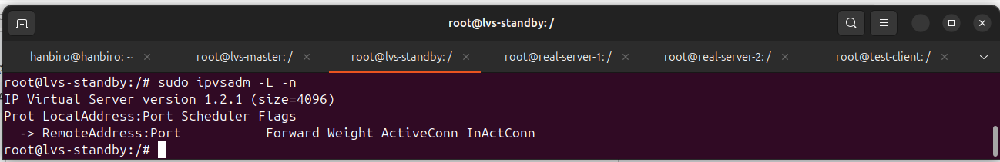 root@lvs-standby: /
hanbiro@hanbiro: ~ × root@lvs-master: / × root@lvs-standby: / × root@real-server-1: / × root@real-server-2: / × root@test-client: / ×
root@lvs-standby:/# sudo ipvsadm -L -n
IP Virtual Server version 1.2.1 (size=4096)
Prot LocalAddress:Port Scheduler Flags
  -> RemoteAddress:Port           Forward Weight ActiveConn InActConn
root@lvs-standby:/#